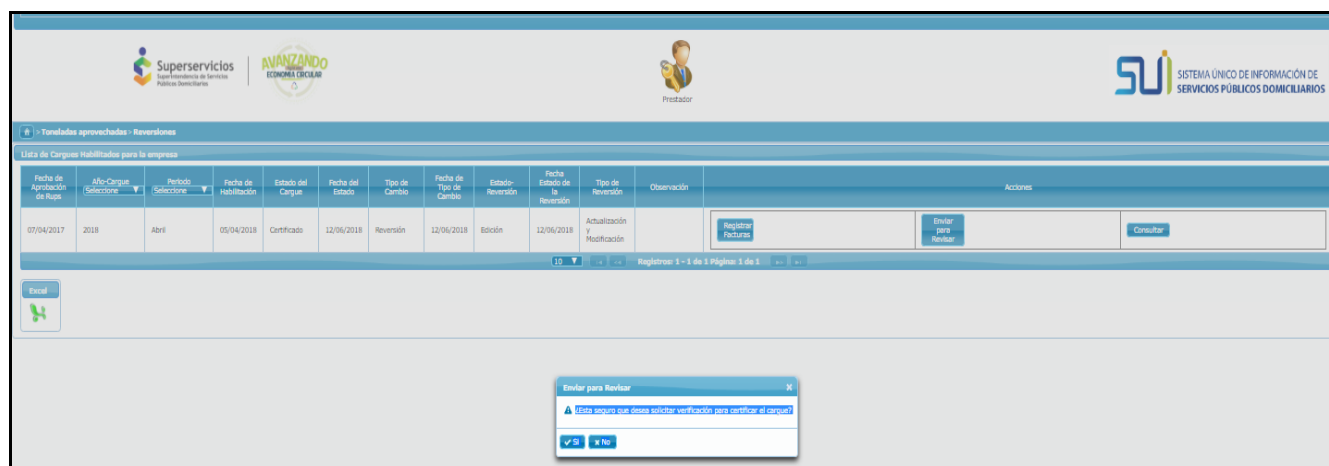 Superservicios
Superintendencia de Servicios
Públicos Domiciliarios
AVANZANDO
ECONOMÍA CIRCULAR
Prestador
SUI
SISTEMA ÚNICO DE INFORMACIÓN DE
SERVICIOS PÚBLICOS DOMICILIARIOS
> Toneladas aprovechadas > Reversiones
Lista de Cargues Habilitados para la empresa
Fecha de Aprobación de Rups
Año-Cargue
Seleccione
Periodo
Seleccione
Fecha de Habilitación
Estado del Cargue
Fecha del Estado
Tipo de Cambio
Fecha de Tipo de Cambio
Estado-Reversión
Fecha Estado de la Reversión
Tipo de Reversión
Observación
Acciones
07/04/2017
2018
Abril
05/04/2018
Certificado
12/06/2018
Reversión
12/06/2018
Edición
12/06/2018
Actualización y Modificación
Registrar Facturas
Enviar para Revisar
Consultar
10
Registros: 1 - 1 de 1 Página: 1 de 1
Excel
Enviar para Revisar
¿Esta seguro que desea solicitar verificación para certificar el cargue?
SI
No